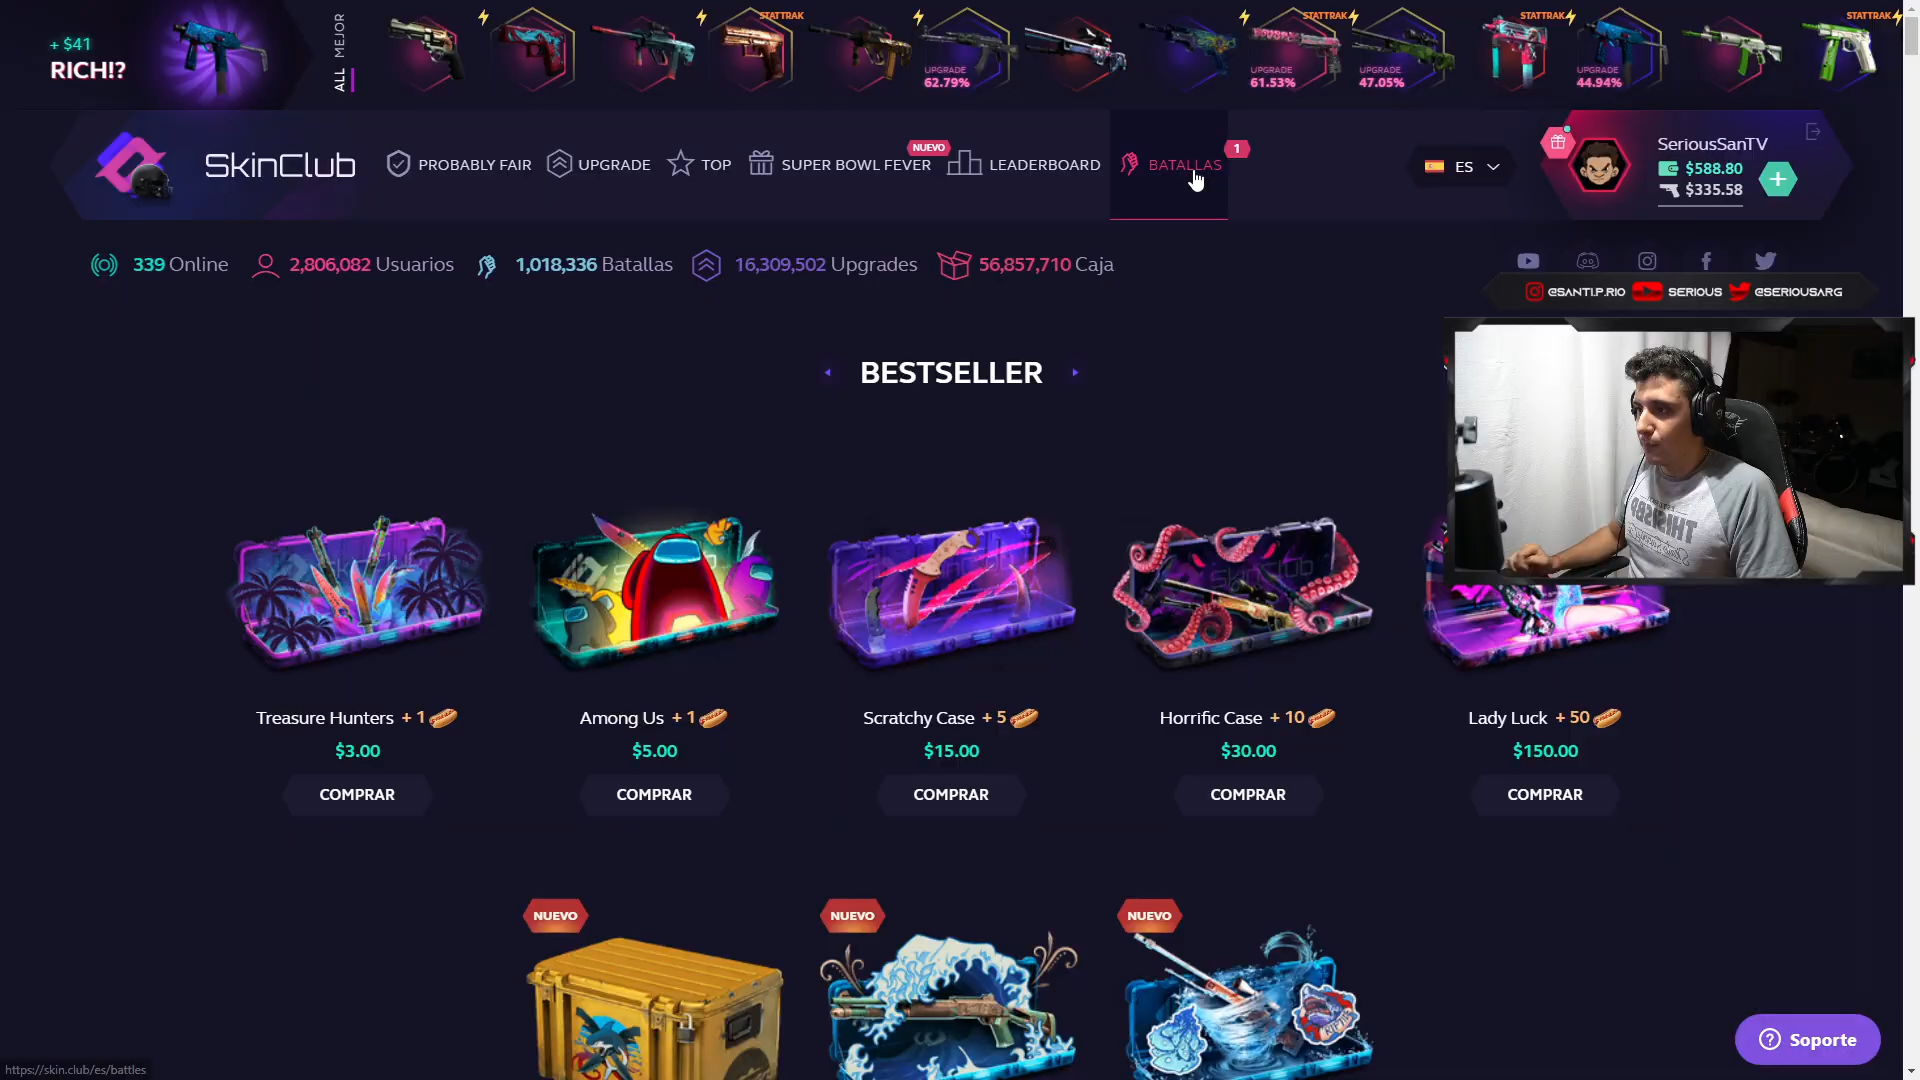 + $41
RICH!?
ALL MEJOR
STATTRAK
STATTRAK
STATTRAK
STATTRAK
UPGRADE
62.79%
UPGRADE
61.53%
UPGRADE
47.05%
UPGRADE
44.94%
SkinClub
PROBABLY FAIR
UPGRADE
TOP
SUPER BOWL FEVER
NUEVO
LEADERBOARD
BATATALLAS
1
ES
SeriousSanTV
$588.80
$335.58
339 Online
2,806,082 Usuarios
1,018,336 Batallas
16,309,502 Upgrades
56,857,710 Caja
@SANTI.P.RIO SERIOUS @SERIOUSARG
BESTSELLER
Treasure Hunters + 1
$3.00
COMPRAR
Among Us + 1
$5.00
COMPRAR
Scratchy Case + 5
$15.00
COMPRAR
Horrific Case + 10
$30.00
COMPRAR
Lady Luck + 50
$150.00
COMPRAR
NUEVO
NUEVO
NUEVO
Soporte
https://skin.club/es/battles